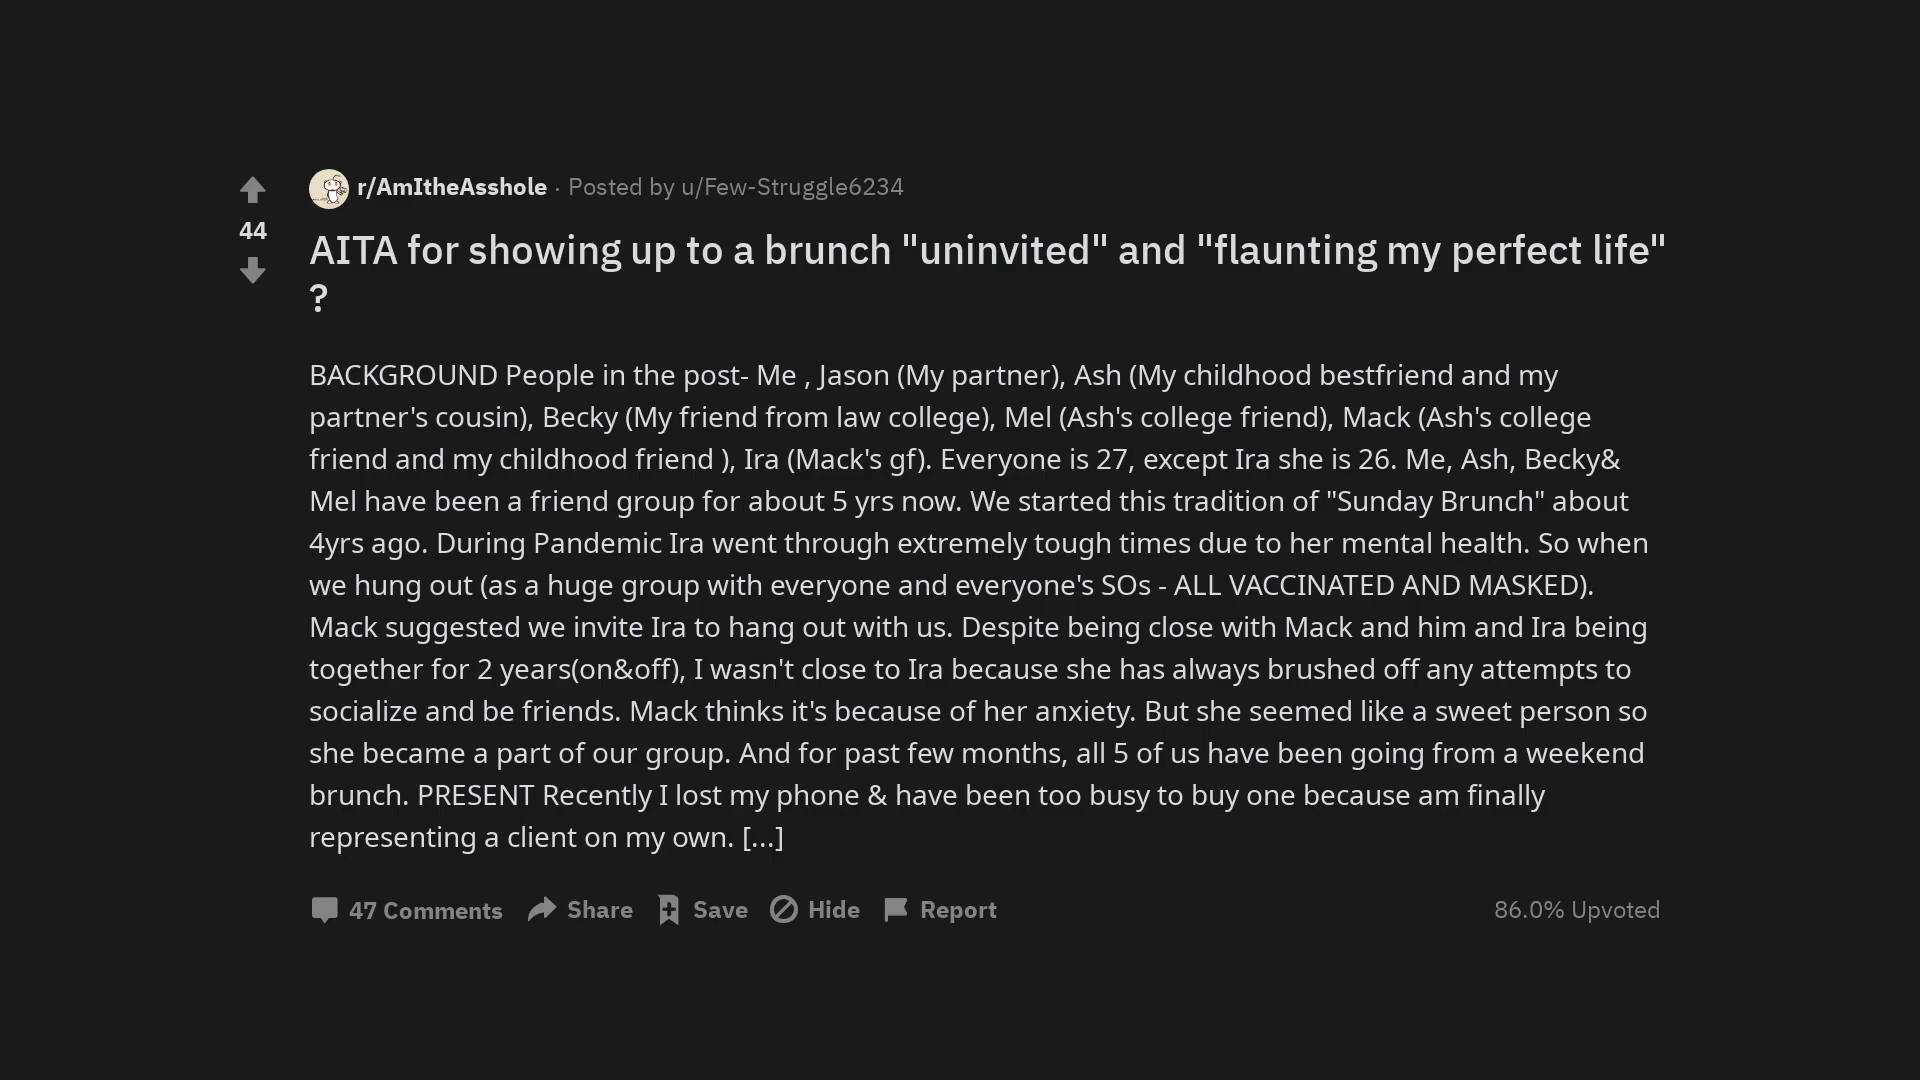 r/AmItheAsshole · Posted by u/Few-Struggle6234
44
AITA for showing up to a brunch "uninvited" and "flaunting my perfect life"
?
BACKGROUND People in the post- Me , Jason (My partner), Ash (My childhood bestfriend and my
partner's cousin), Becky (My friend from law college), Mel (Ash's college friend), Mack (Ash's college
friend and my childhood friend ), Ira (Mack's gf). Everyone is 27, except Ira she is 26. Me, Ash, Becky&
Mel have been a friend group for about 5 yrs now. We started this tradition of "Sunday Brunch" about
4yrs ago. During Pandemic Ira went through extremely tough times due to her mental health. So when
we hung out (as a huge group with everyone and everyone's SOs - ALL VACCINATED AND MASKED).
Mack suggested we invite Ira to hang out with us. Despite being close with Mack and him and Ira being
together for 2 years(on&off), I wasn't close to Ira because she has always brushed off any attempts to
socialize and be friends. Mack thinks it's because of her anxiety. But she seemed like a sweet person so
she became a part of our group. And for past few months, all 5 of us have been going from a weekend
brunch. PRESENT Recently I lost my phone & have been too busy to buy one because am finally
representing a client on my own. [...]
47 Comments Share Save Hide Report 86.0% Upvoted